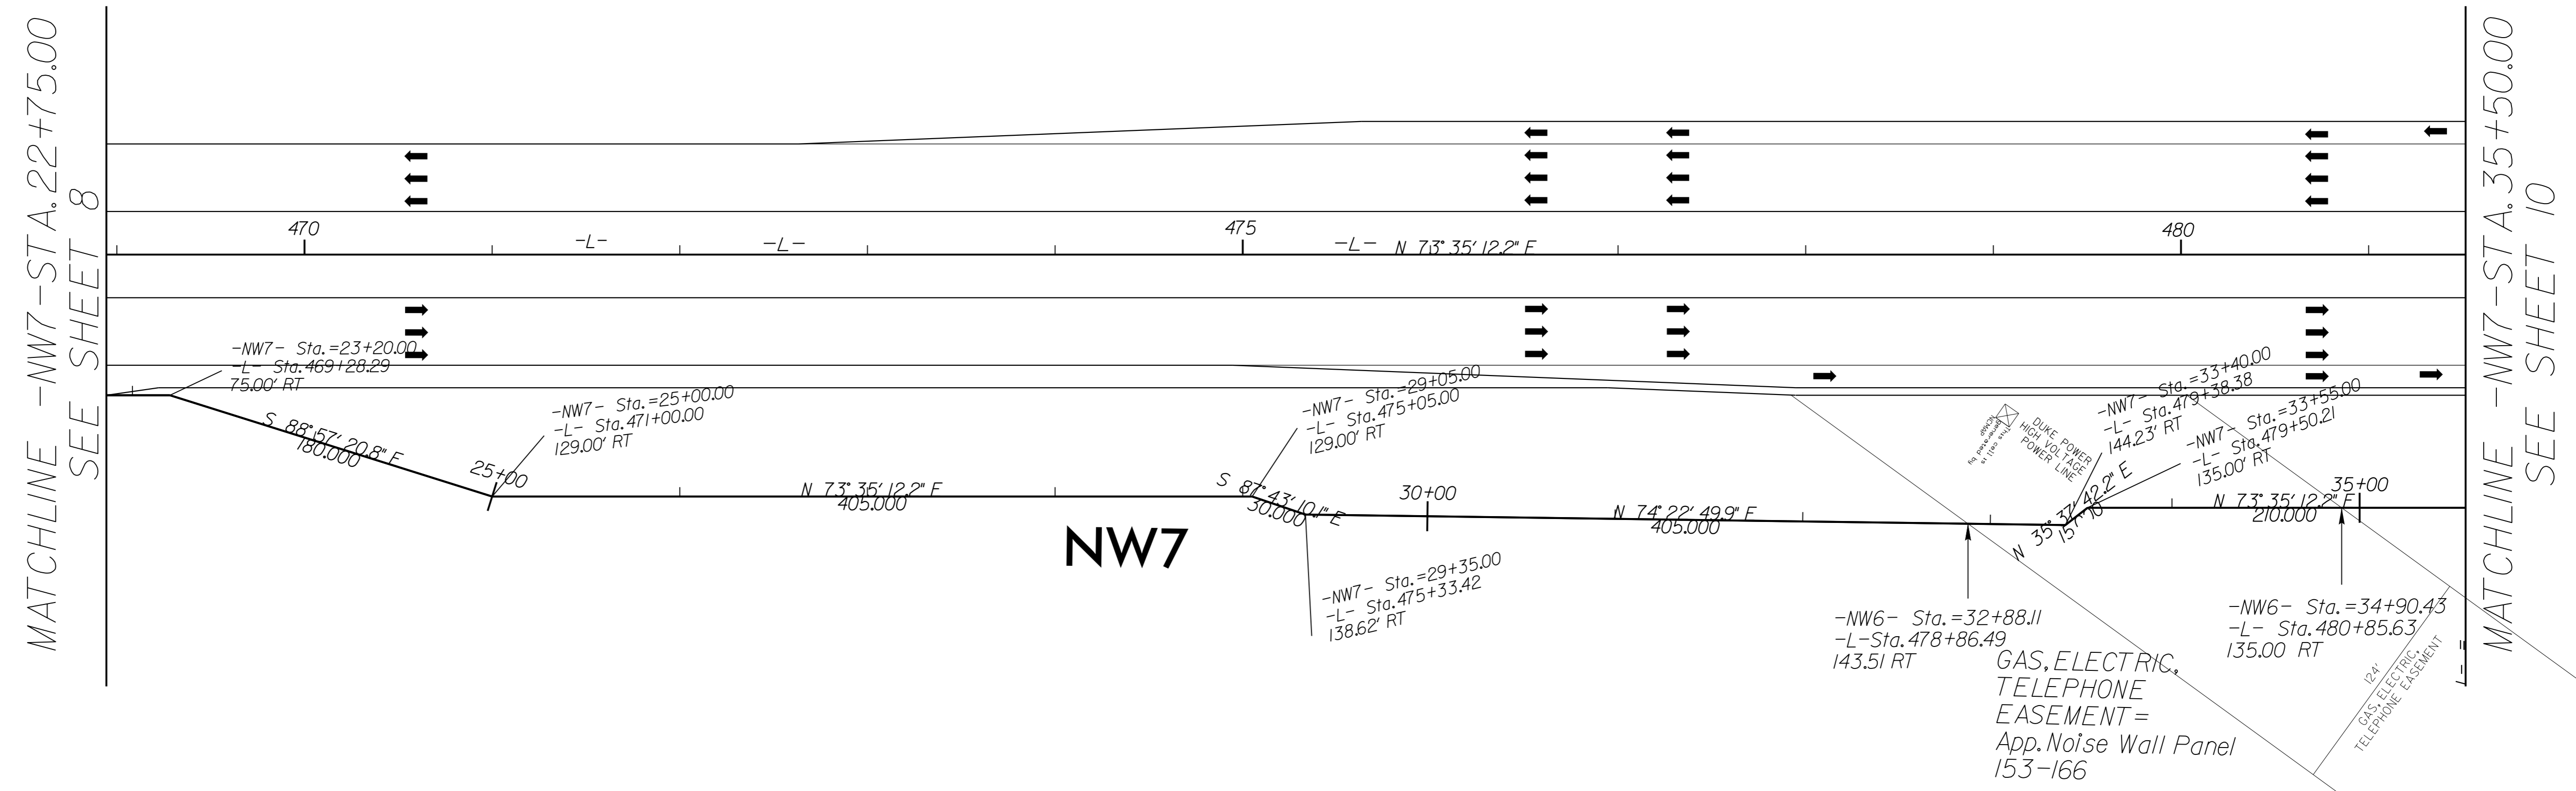 MATCHLINE -NW7-STA.22+75.00
SEE SHEET 8
470
475
480
-L-
-L-
-L-
N 73°35'12.2" E
-NW7- Sta.=23+20.00
-L- Sta.469+28.29
75.00' RT
S 88°57'20.8" E
180.000
25+00
-NW7- Sta.=25+00.00
-L- Sta.471+00.00
129.00' RT
N 73°35'12.2" E
405.000
NW7
-NW7- Sta.=29+05.00
-L- Sta.475+05.00
129.00' RT
S 87°43'10.1" E
30.000
-NW7- Sta.=29+35.00
-L- Sta.475+33.42
138.62' RT
30+00
N 74°22'49.9" E
405.000
This cell is
generated by
NCMAP
DUKE POWER
HIGH VOLTAGE
POWER LINE
-NW7- Sta.=33+40.00
-L- Sta.479+38.38
144.23' RT
-NW7- Sta.=33+55.00
-L- Sta.479+50.21
135.00' RT
N 35°37'42.2" E
35+00
N 73°35'12.2" E
210.000
-NW6- Sta.=32+88.11
-L-Sta.478+86.49
143.51 RT
GAS, ELECTRIC,
TELEPHONE
EASEMENT=
App. Noise Wall Panel
153-166
-NW6- Sta.=34+90.43
-L- Sta.480+85.63
135.00 RT
124'
GAS, ELECTRIC,
TELEPHONE EASEMENT
MATCHLINE -NW7-STA.35+50.00
SEE SHEET 10